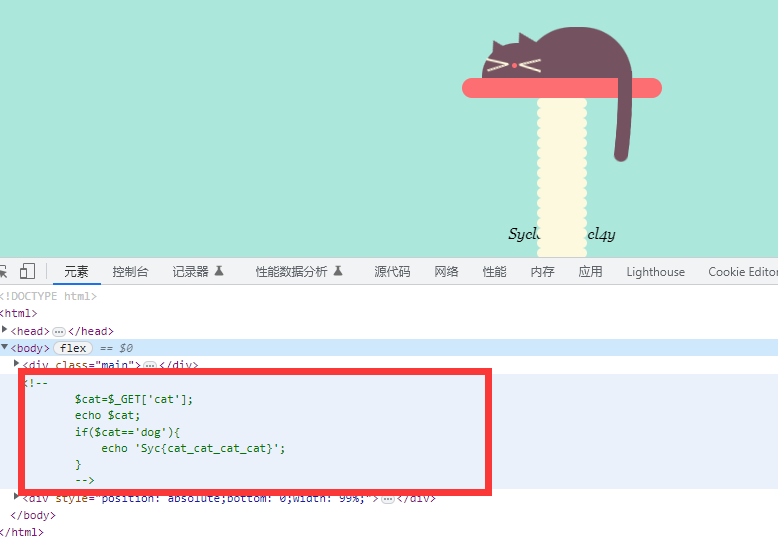 Sycl
cl4y
元素 控制台 记录器 性能数据分析 源代码 网络 性能 内存 应用 Lighthouse Cookie Editor
<!DOCTYPE html>
<html>
<head> ⋯ </head>
<body> flex == $0
<div class="main"> ⋯ </div>
<!--
$cat=$_GET['cat'];
echo $cat;
if($cat=='dog'){
echo 'Syc{cat_cat_cat_cat}';
}
-->
<div style="position: absolute;bottom: 0;width: 99%;"> ⋯ </div>
</body>
</html>